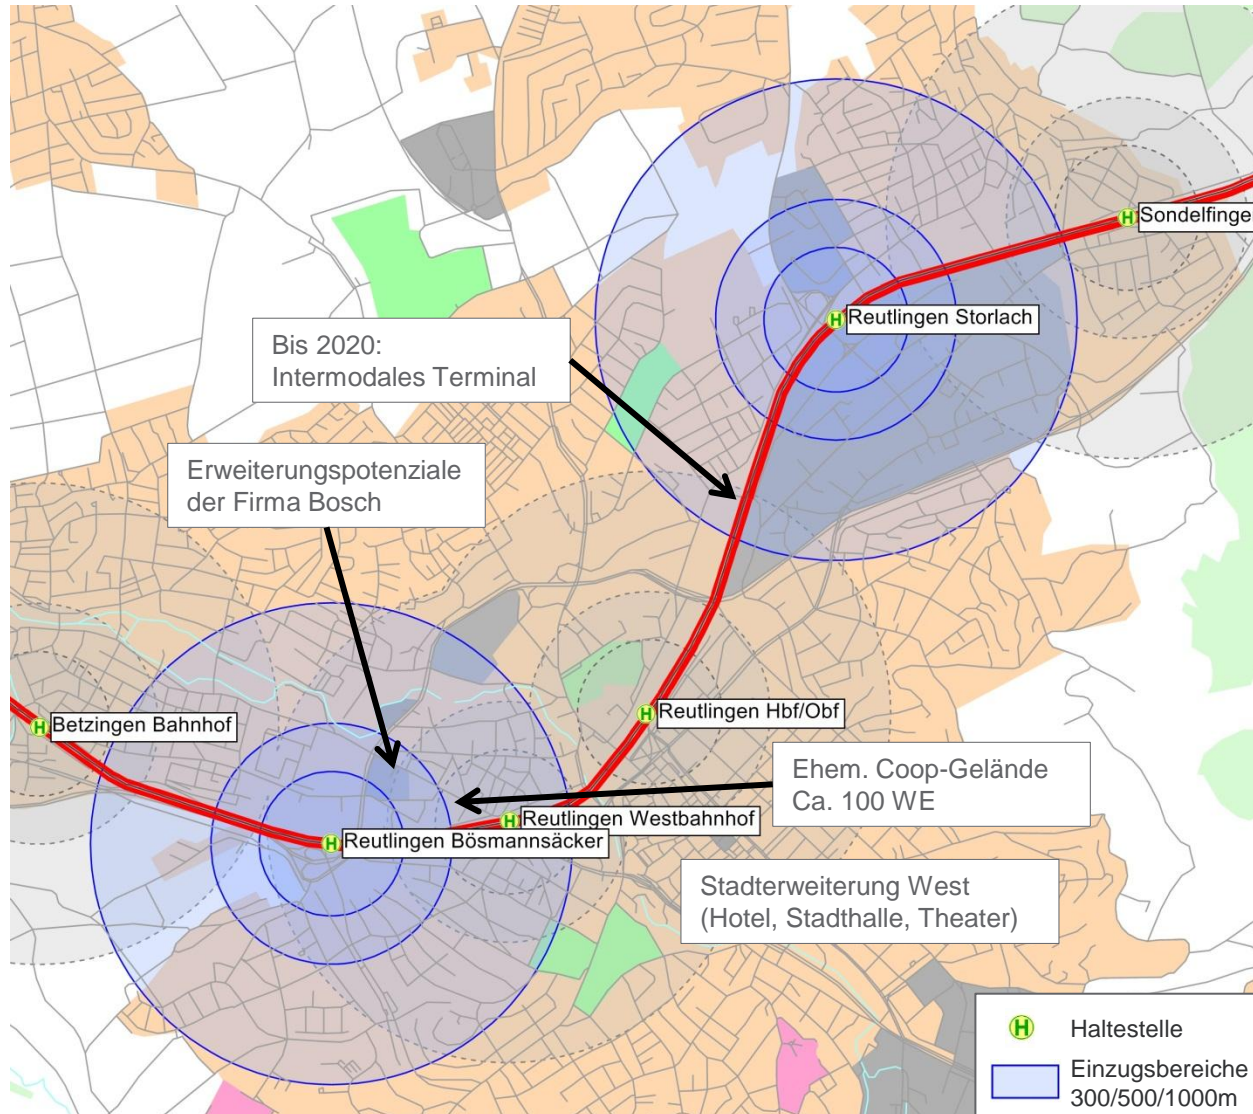 Sondelfinge
H
Reutlingen Storlach
H
Bis 2020:
Intermodales Terminal
Erweiterungspotenziale
der Firma Bosch
H
Betzingen Bahnhof
H
Reutlingen Hbf/Obf
Ehem. Coop-Gelände
Ca. 100 WE
H
Reutlingen Westbahnhof
H
Reutlingen Bösmannsäcker
Stadterweiterung West
(Hotel, Stadthalle, Theater)
H
Haltestelle
Einzugsbereiche
300/500/1000m